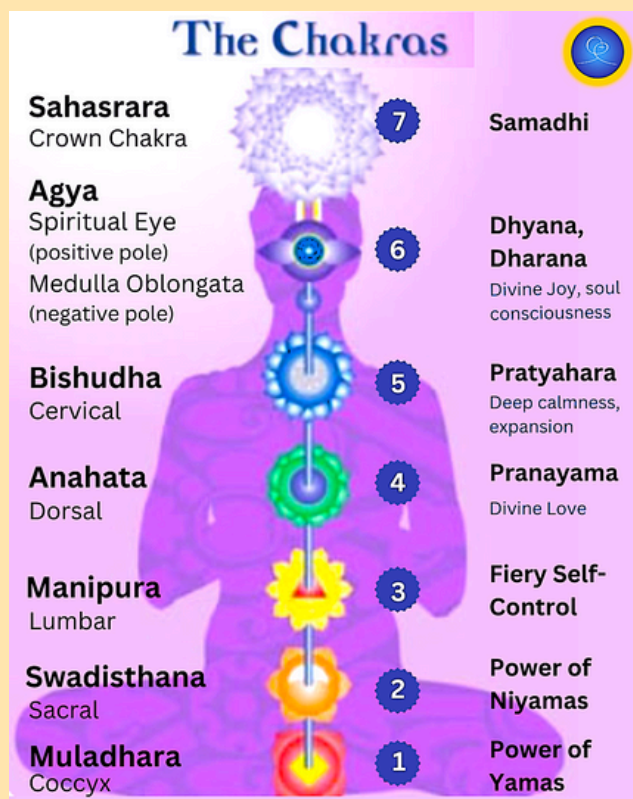 The Chakras
Sahasrara
Crown Chakra
7
Samadhi
Agya
Spiritual Eye
(positive pole)
Medulla Oblongata
(negative pole)
6
Dhyana,
Dharana
Divine Joy, soul
consciousness
Bishudha
Cervical
5
Pratyahara
Deep calmness,
expansion
Anahata
Dorsal
4
Pranayama
Divine Love
Manipura
Lumbar
3
Fiery Self-
Control
Swadisthana
Sacral
2
Power of
Niyamas
Muladhara
Coccyx
1
Power of
Yamas